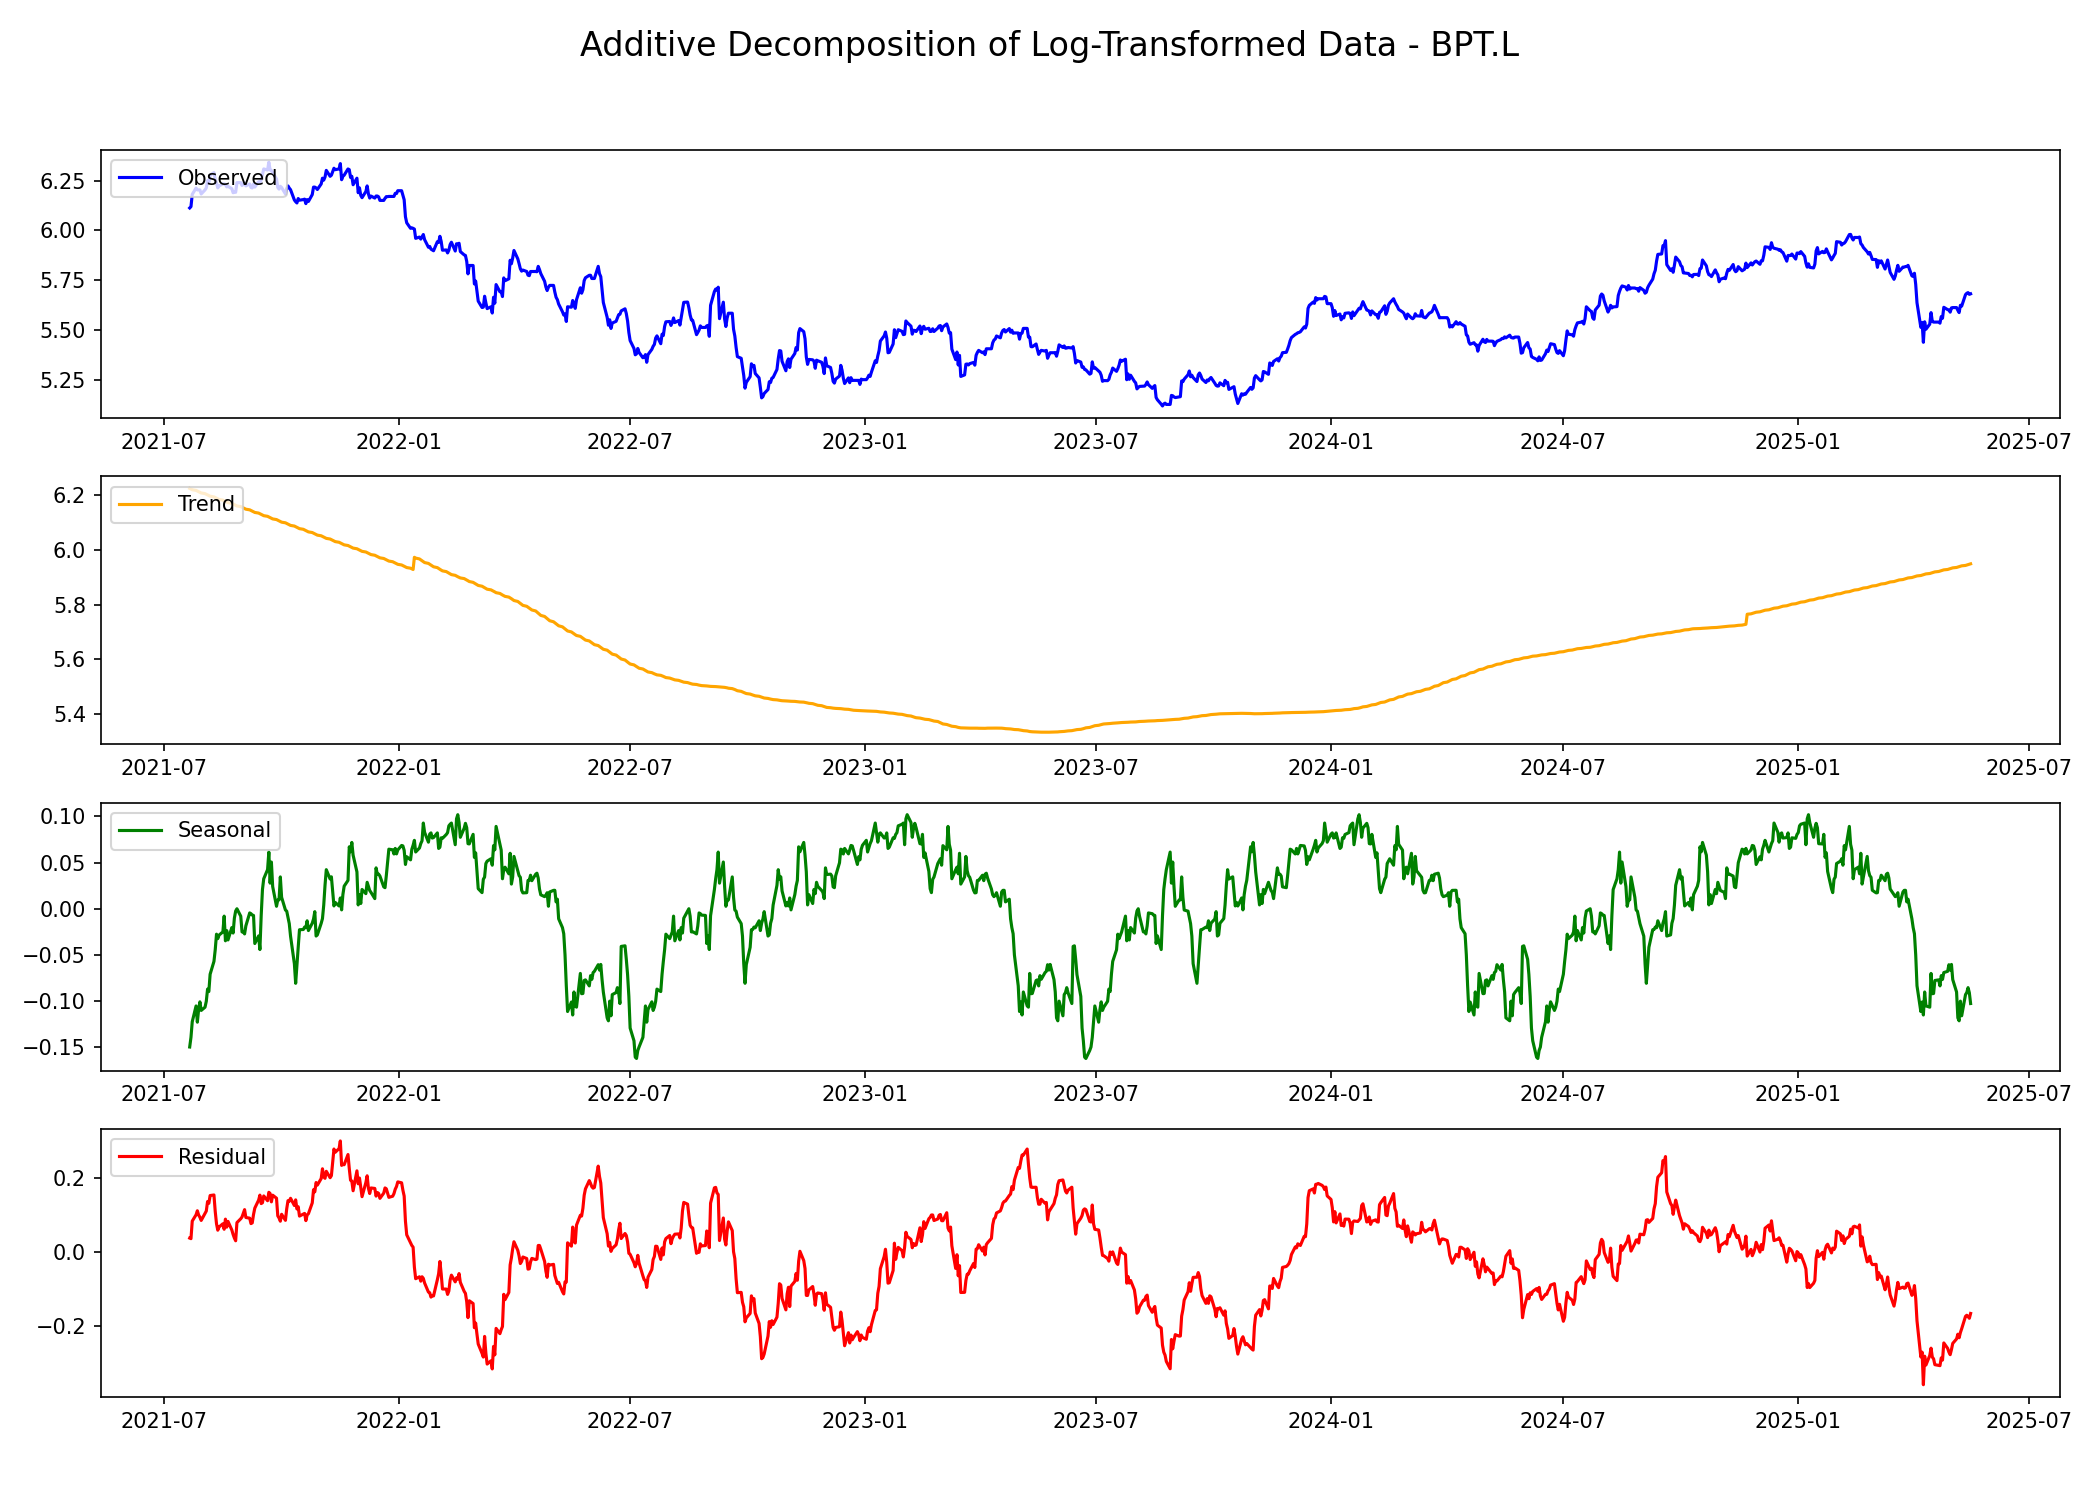 Additive Decomposition of Log-Transformed Data - BPT.L
Observed
6.25
6.00
5.75
5.50
5.25
2021-07 2022-01 2022-07 2023-01 2023-07 2024-01 2024-07 2025-01 2025-07
Trend
6.2
6.0
5.8
5.6
5.4
2021-07 2022-01 2022-07 2023-01 2023-07 2024-01 2024-07 2025-01 2025-07
Seasonal
0.10
0.05
0.00
−0.05
−0.10
−0.15
2021-07 2022-01 2022-07 2023-01 2023-07 2024-01 2024-07 2025-01 2025-07
Residual
0.2
0.0
−0.2
2021-07 2022-01 2022-07 2023-01 2023-07 2024-01 2024-07 2025-01 2025-07